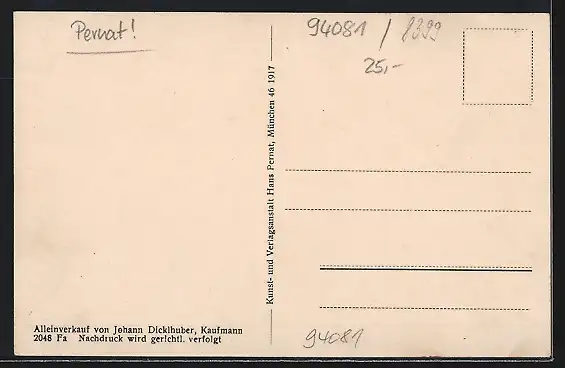 Pernat!
94081 / 8399
25,-
Kunst- und Verlagsanstalt Hans Pernat, München 46 1917
Alleinverkauf von Johann Dicklhuber, Kaufmann
2048 Fa Nachdruck wird gerichtl. verfolgt
94081